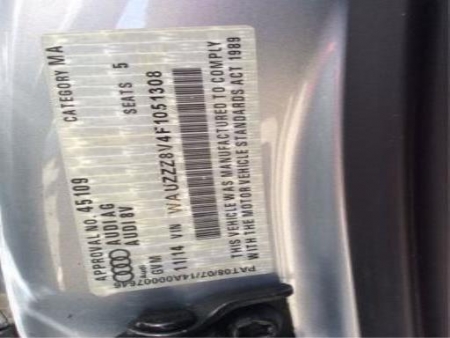 APPROVAL NO. 45109 CATEGORY MA
AUDI AG
AUDI 8V SEATS 5
Audi
GVM
11/14 VIN WAUZZZ8V4F1051308
THIS VEHICLE WAS MANUFACTURED TO COMPLY
WITH THE MOTOR VEHICLE STANDARDS ACT 1989